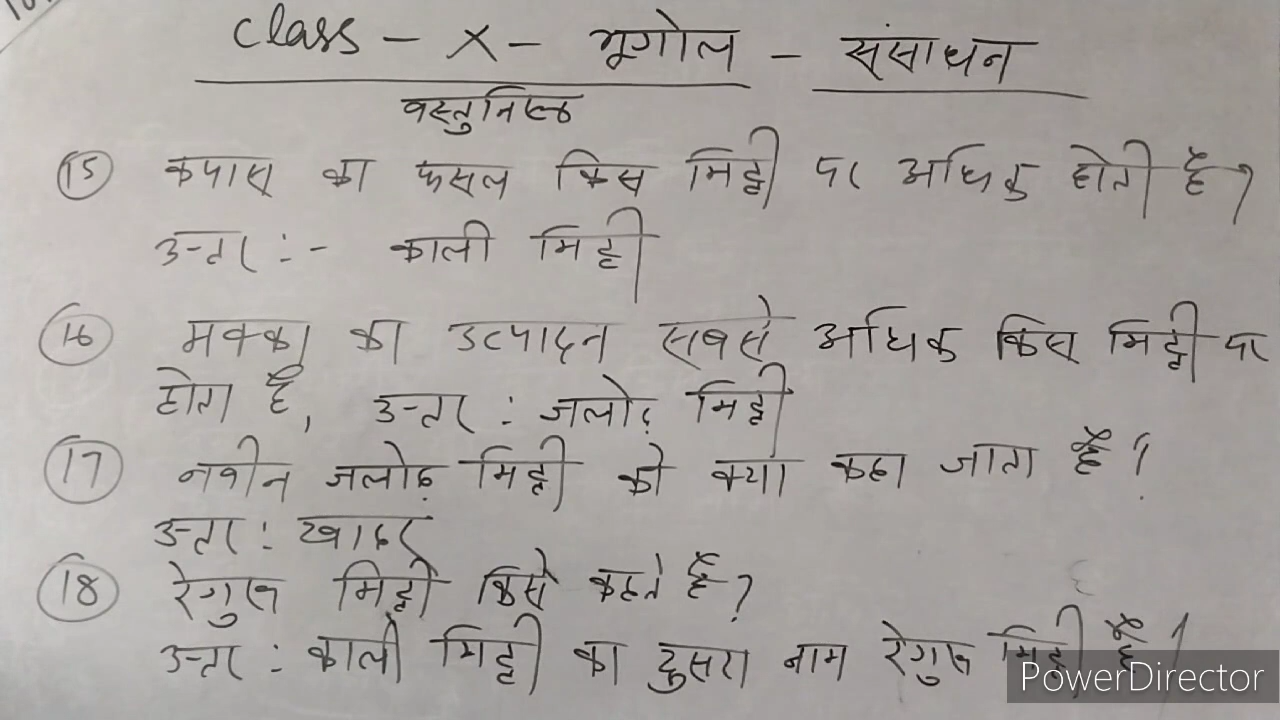 Class - X - भूगोल - संसाधन
वस्तुनिष्ठ
15 कपास का फसल किस मिट्टी पर अधिक होती है?
उत्तर :- काली मिट्टी
16 मक्का का उत्पादन सबसे अधिक किस मिट्टी पर
होता है, उत्तर : जलोढ़ मिट्टी
17 नवीन जलोढ़ मिट्टी को क्या कहा जाता है?
उत्तर : खादर
18 रेगुर मिट्टी किसे कहते है?
उत्तर : काली मिट्टी का दुसरा नाम रेगुर मिट्टी है।
PowerDirector